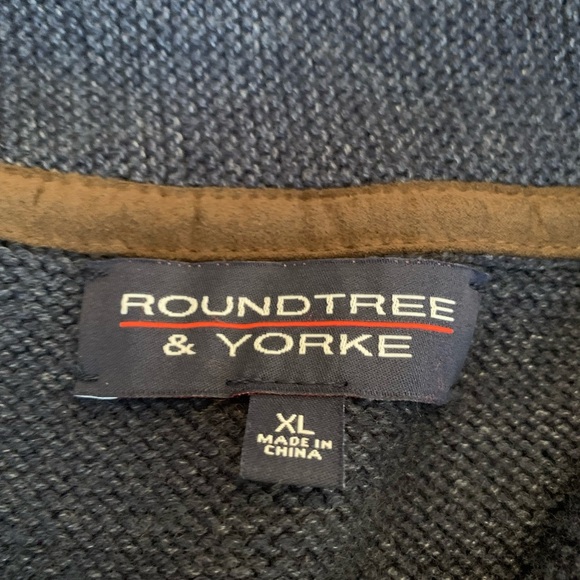 ROUNDTREE
& YORKE
XL
MADE IN
CHINA